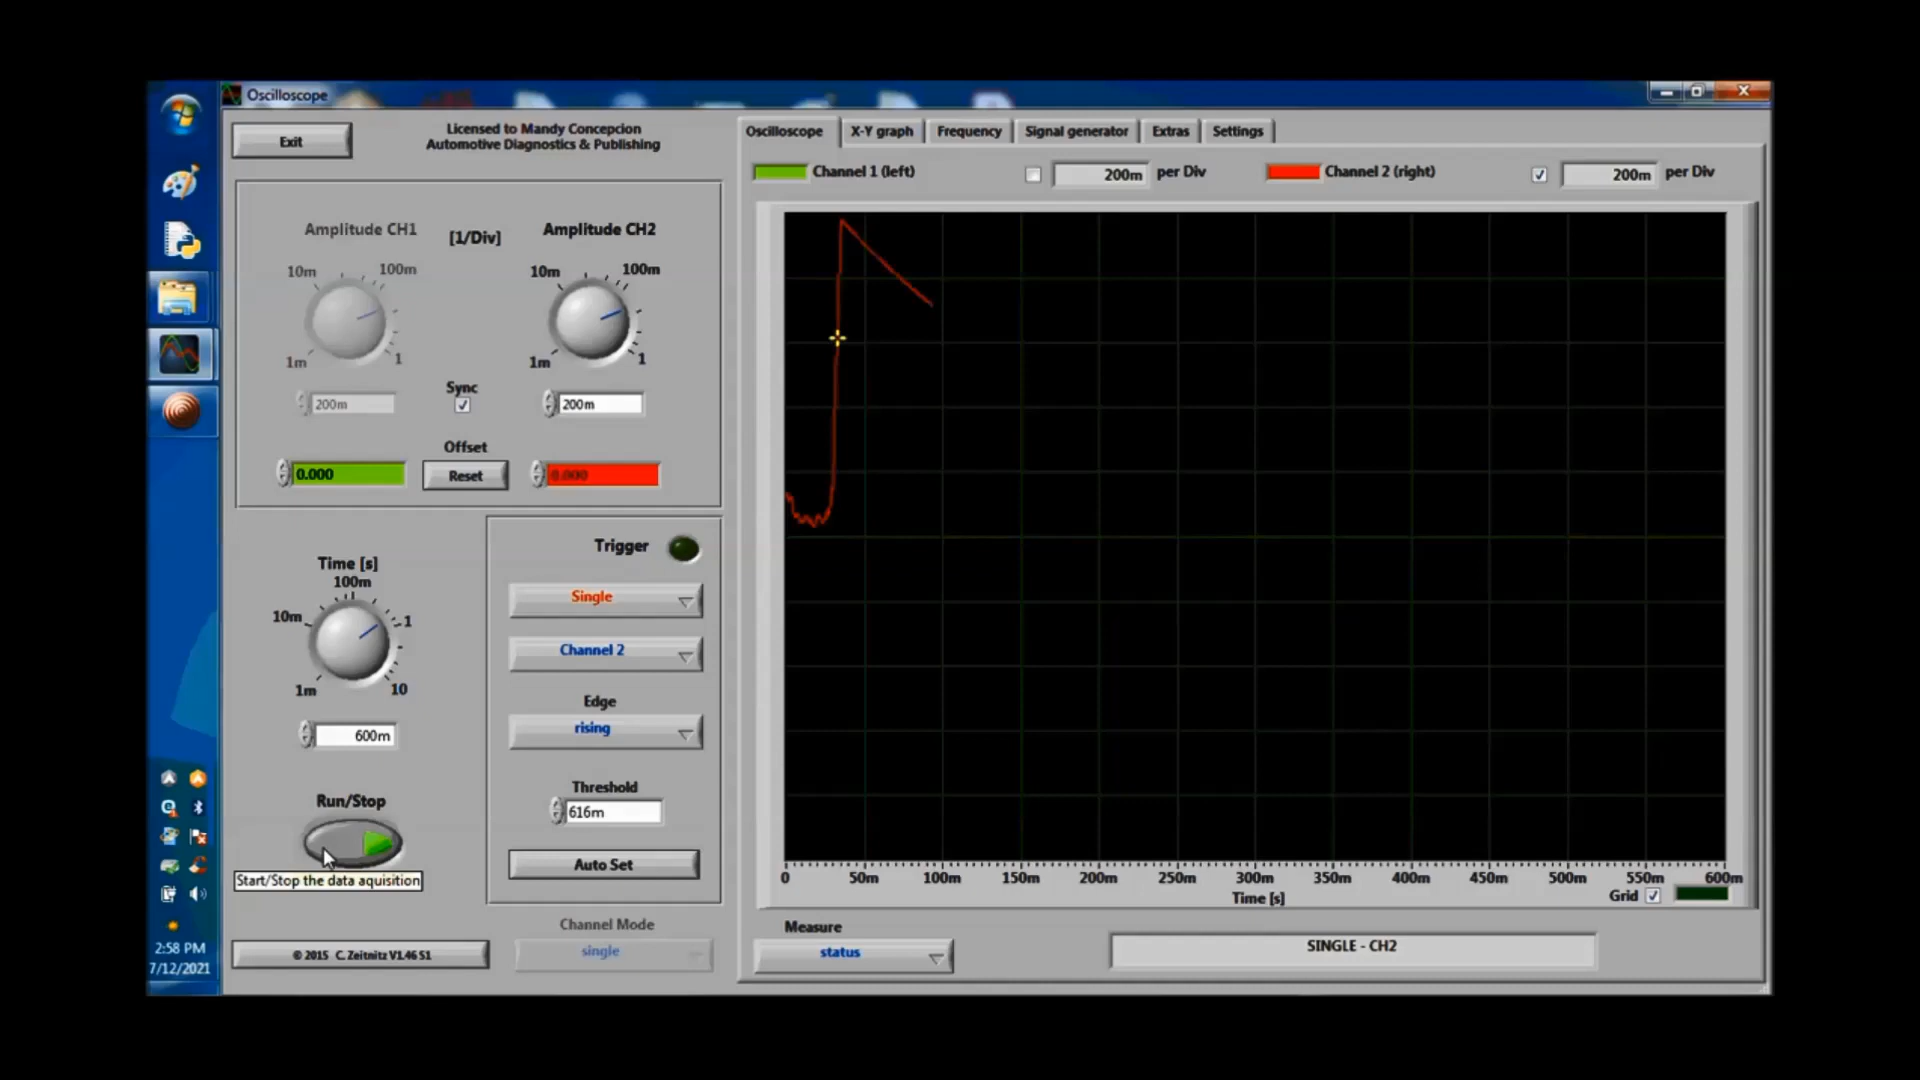 Oscilloscope
Exit
Licensed to Mandy Concepcion
Automotive Diagnostics & Publishing
Oscilloscope X-Y graph Frequency Signal generator Extras Settings
Channel 1 (left) 200m per Div Channel 2 (right) 200m per Div
Amplitude CH1 [1/Div] Amplitude CH2
10m 100m 10m 100m
1m 1 1m 1
Sync
200m 200m
Offset
0.000 Reset 0.000
Time [s]
100m
10m 1
1m 10
600m
Trigger
Single
Channel 2
Edge
rising
Threshold
616m
Auto Set
Run/Stop
Start/Stop the data aquisition
Channel Mode
single
© 2015 C. Zeitnitz V1.46 S1
0 50m 100m 150m 200m 250m 300m 350m 400m 450m 500m 550m 600m
Time [s]
Grid
Measure
status
SINGLE - CH2
2:58 PM
7/12/2021